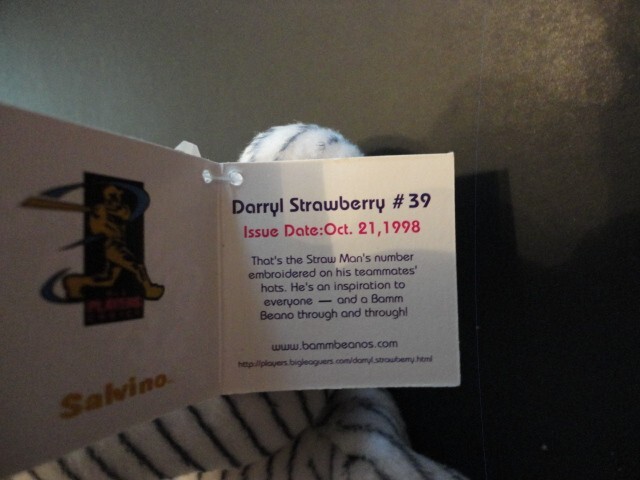 Salvino
Darryl Strawberry #39
Issue Date:Oct. 21,1998
That's the Straw Man's number
embroidered on his teammates'
hats. He's an inspiration to
everyone — and a Bamm
Beano through and through!
www.bammbeanos.com
http://players.bigleaguers.com/darryl.strawberry.html